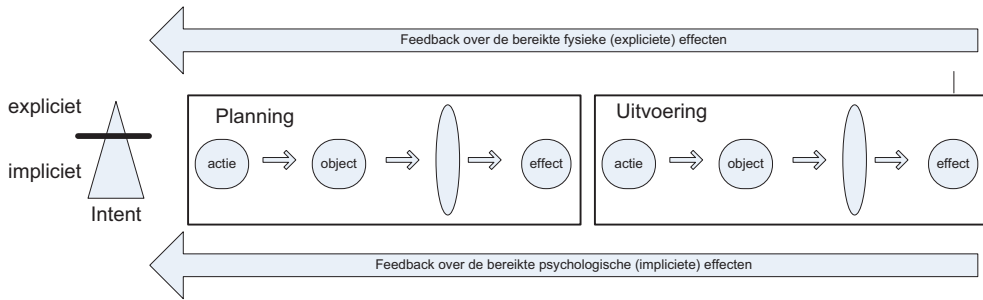 Feedback over de bereikte fysieke (expliciete) effecten
expliciet
impliciet
Intent
Planning
actie
object
effect
Uitvoering
actie
object
effect
Feedback over de bereikte psychologische (impliciete) effecten